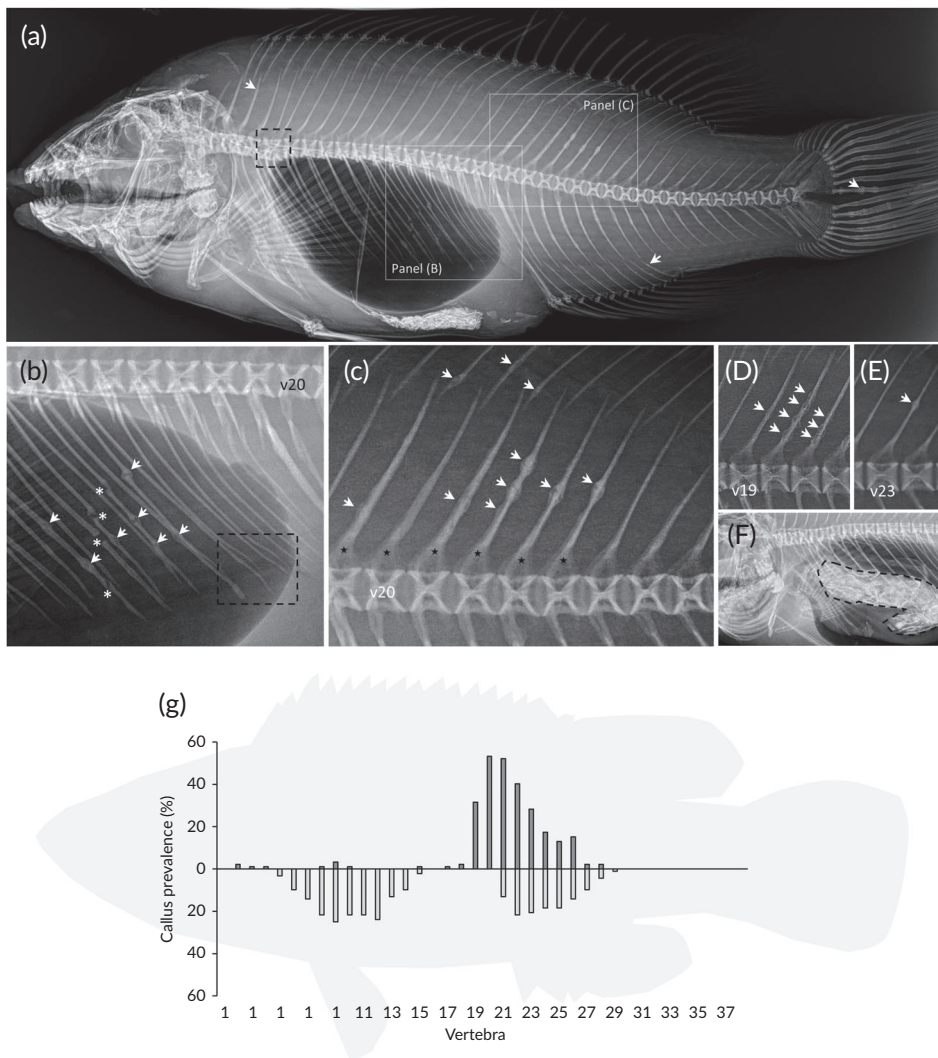 (a)
Panel (C)
Panel (B)
(b)
v20
(c)
v20
(D)
v19
(E)
v23
(F)
(g)
Callus prevalence (%)
60
40
20
0
20
40
60
1 1 1 1 1 11 13 15 17 19 21 23 25 27 29 31 33 35 37
Vertebra